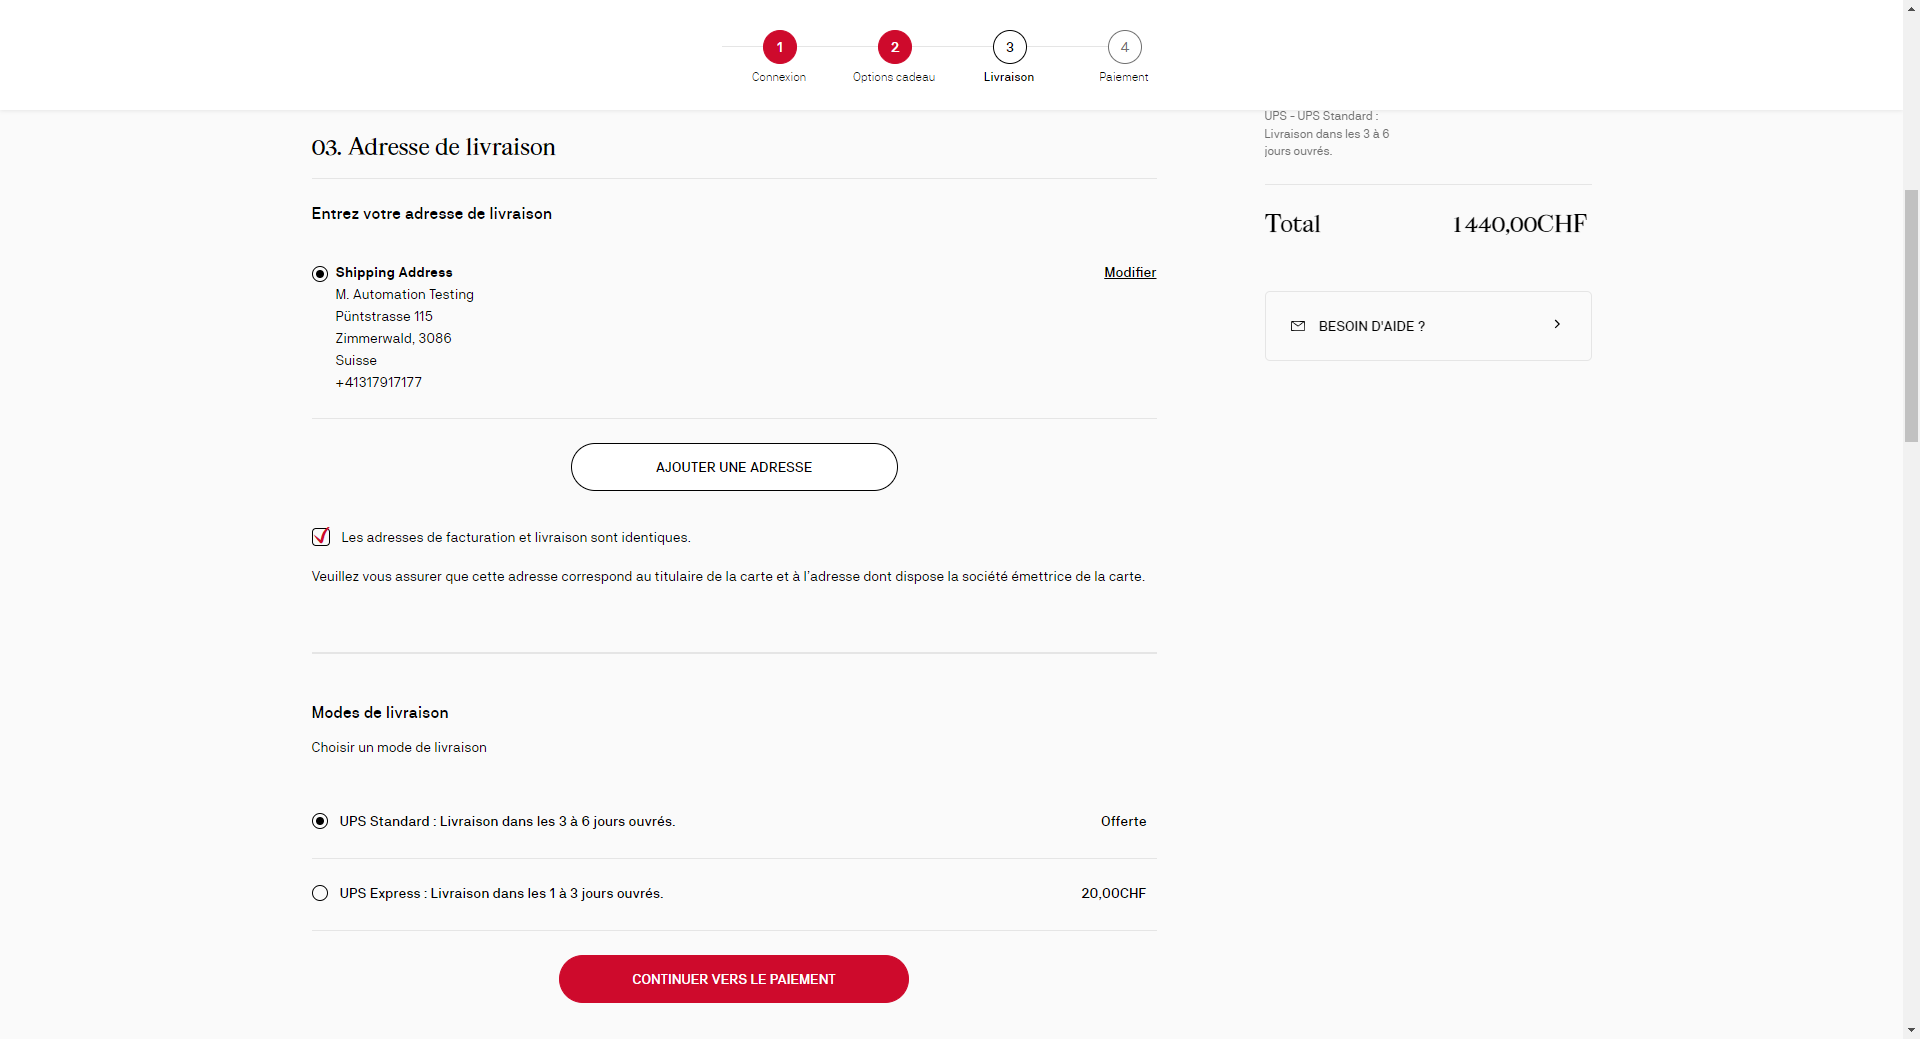 1
2
3
4
Connexion
Options cadeau
Livraison
Paiement
03. Adresse de livraison
Entrez votre adresse de livraison
Shipping Address
Modifier
M. Automation Testing
Püntstrasse 115
Zimmerwald, 3086
Suisse
+41317917177
AJOUTER UNE ADRESSE
Les adresses de facturation et livraison sont identiques.
Veuillez vous assurer que cette adresse correspond au titulaire de la carte et à l'adresse dont dispose la société émettrice de la carte.
Modes de livraison
Choisir un mode de livraison
UPS Standard : Livraison dans les 3 à 6 jours ouvrés.
Offerte
UPS Express : Livraison dans les 1 à 3 jours ouvrés.
20,00CHF
CONTINUER VERS LE PAIEMENT
UPS - UPS Standard :
Livraison dans les 3 à 6
jours ouvrés.
Total
1 440,00CHF
BESOIN D'AIDE ?